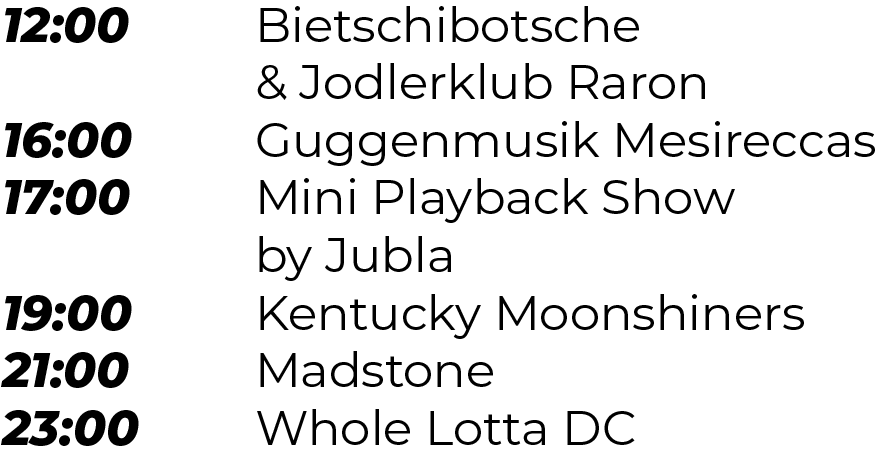 12:00 Bietschibotsche
& Jodlerklub Raron
16:00 Guggenmusik Mesireccas
17:00 Mini Playback Show
by Jubla
19:00 Kentucky Moonshiners
21:00 Madstone
23:00 Whole Lotta DC